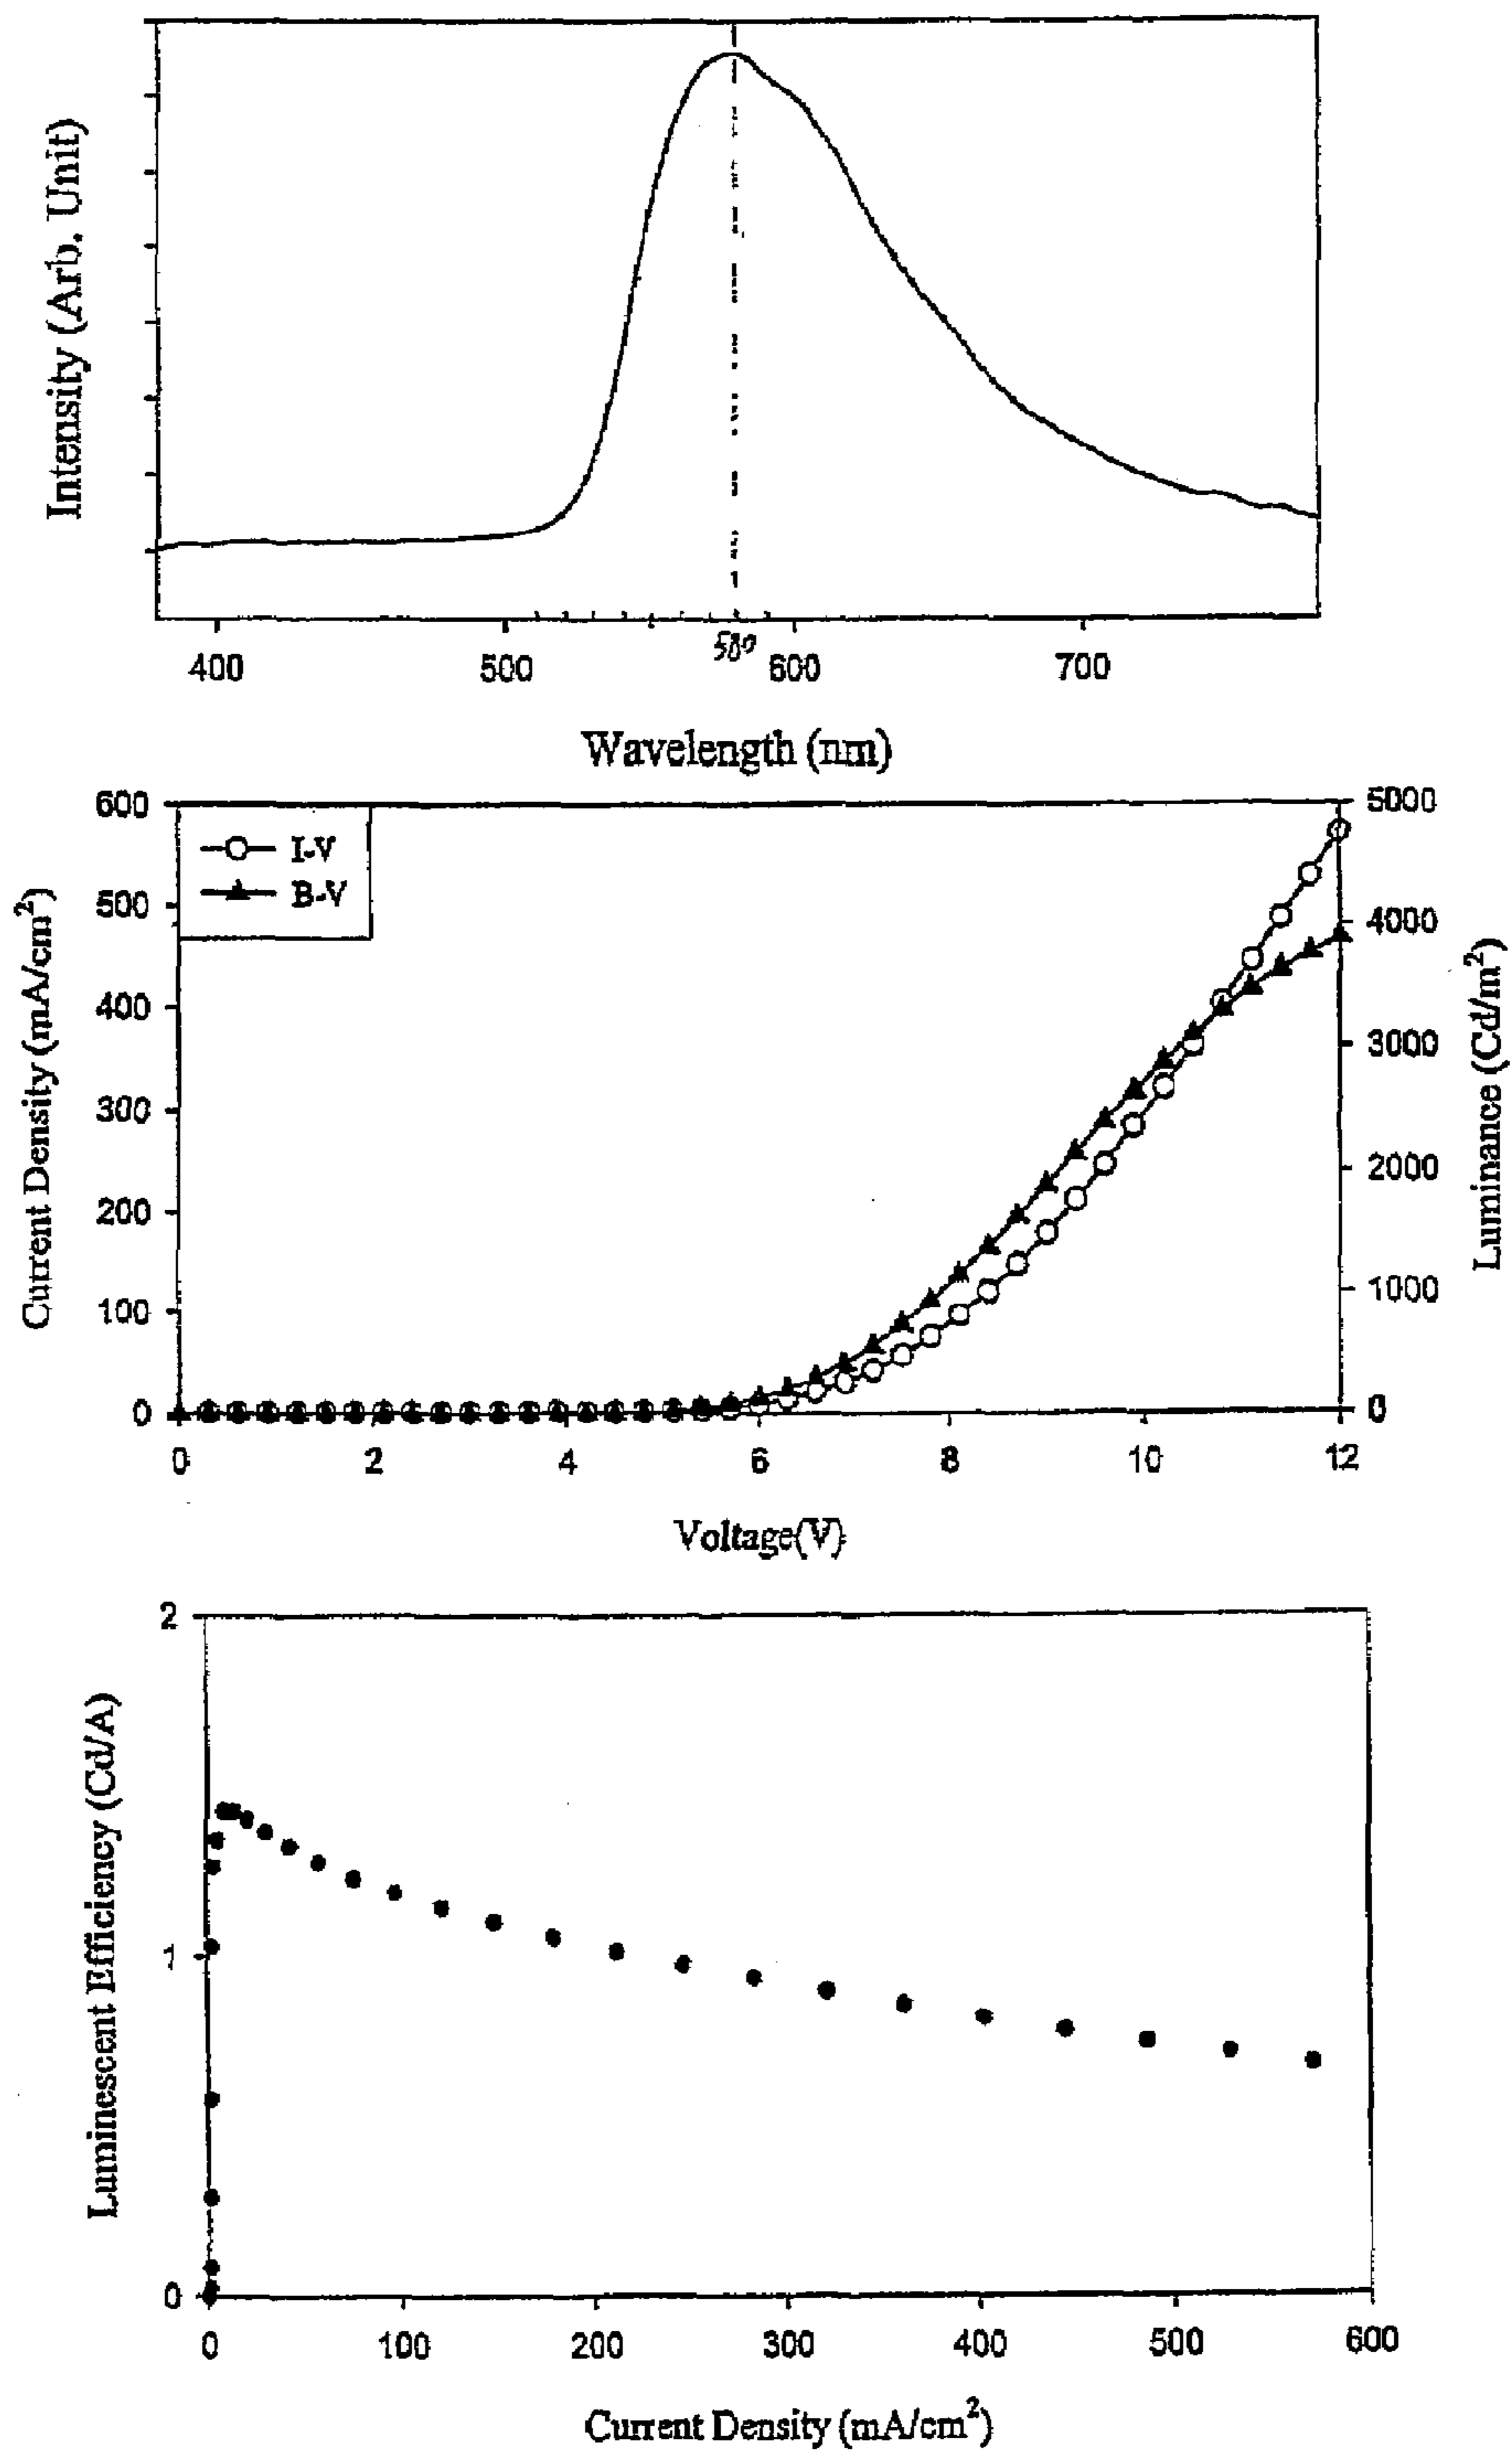 Intensity (Arb. Unit)
400 500 580 600 700
Wavelength (nm)
600 5000
I-V
B-V
500
4000
400
3000
300
2000
200
1000
100
0 0
Current Density (mA/cm²)
Luminance (Cd/m²)
0 2 4 6 8 10 12
Voltage(V)
2
1
0
Luminescent Efficiency (Cd/A)
0 100 200 300 400 500 600
Current Density (mA/cm²)